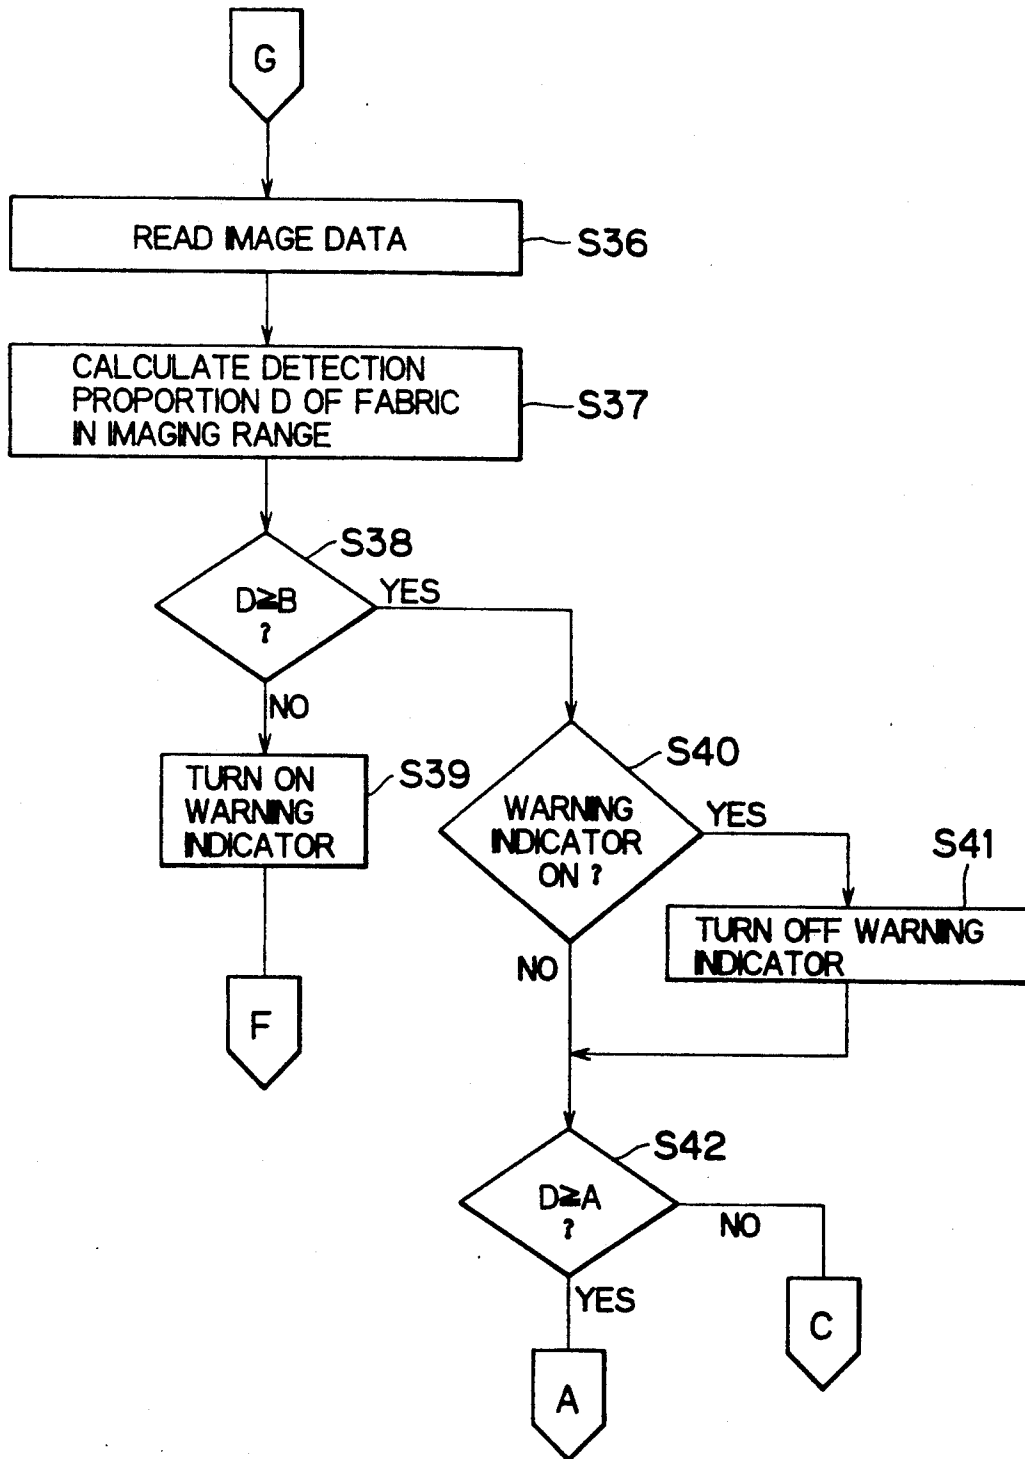 G
READ IMAGE DATA
S36
CALCULATE DETECTION
PROPORTION D OF FABRIC
IN IMAGING RANGE
S37
S38
D≧B
?
YES
NO
TURN ON
WARNING
INDICATOR
S39
S40
WARNING
INDICATOR
ON ?
YES
S41
TURN OFF WARNING
INDICATOR
NO
F
S42
D≧A
?
NO
YES
C
A